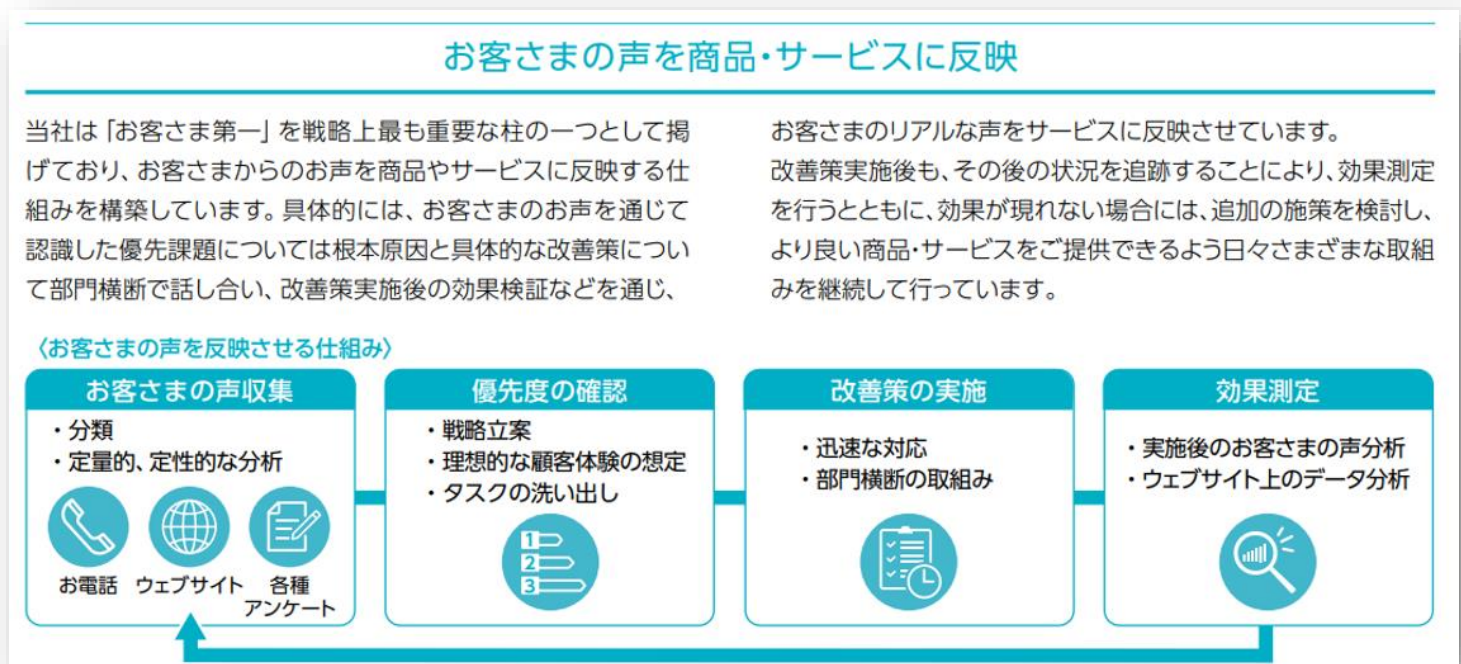 お客さまの声を商品・サービスに反映
当社は「お客さま第一」を戦略上最も重要な柱の一つとして掲
げており、お客さまからのお声を商品やサービスに反映する仕
組みを構築しています。具体的には、お客さまのお声を通じて
認識した優先課題については根本原因と具体的な改善策につい
て部門横断で話し合い、改善策実施後の効果検証などを通じ、
お客さまのリアルな声をサービスに反映させています。
改善策実施後も、その後の状況を追跡することにより、効果測定
を行うとともに、効果が現れない場合には、追加の施策を検討し、
より良い商品・サービスをご提供できるよう日々さまざまな取組
みを継続して行っています。
〈お客さまの声を反映させる仕組み〉
お客さまの声収集
・分類
・定量的、定性的な分析
お電話
ウェブサイト
各種
アンケート
優先度の確認
・戦略立案
・理想的な顧客体験の想定
・タスクの洗い出し
1
2
3
改善策の実施
・迅速な対応
・部門横断の取組み
効果測定
・実施後のお客さまの声分析
・ウェブサイト上のデータ分析